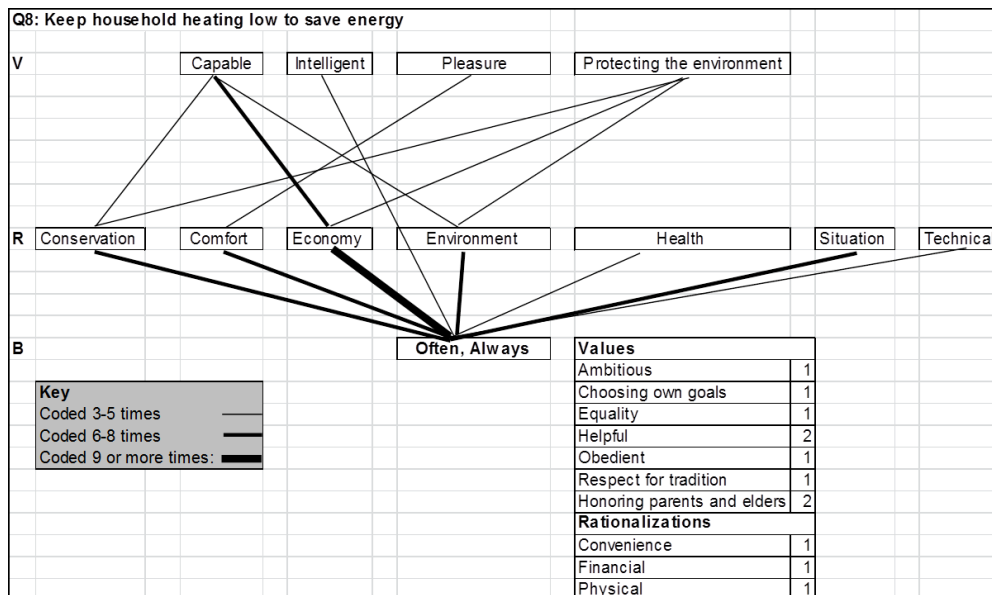 Q8: Keep household heating low to save energy
V Capable Intelligent Pleasure Protecting the environment
R Conservation Comfort Economy Environment Health Situation Technica
B Often, Always
Key
Coded 3-5 times
Coded 6-8 times
Coded 9 or more times:
Values
Ambitious 1
Choosing own goals 1
Equality 1
Helpful 2
Obedient 1
Respect for tradition 1
Honoring parents and elders 2
Rationalizations
Convenience 1
Financial 1
Physical 1